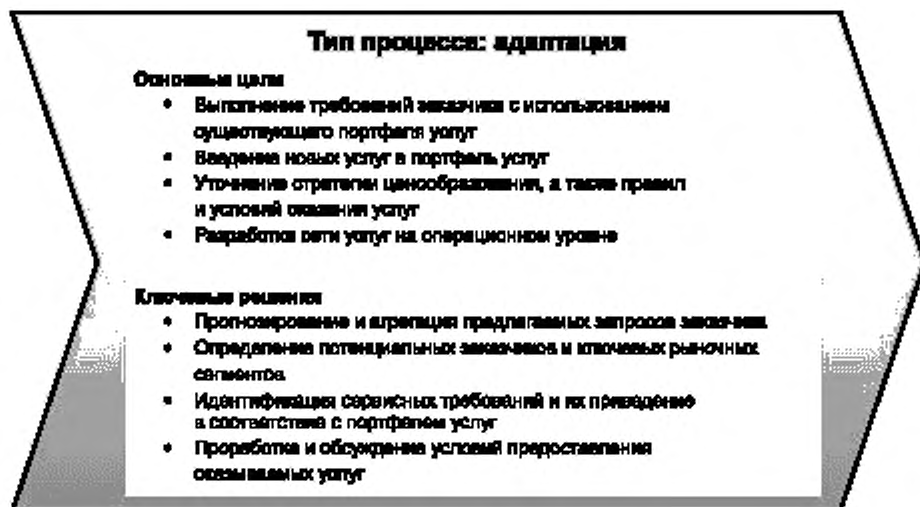 Тип процесса: адаптация
Основные цели
• Выполнение требований заказчика с использованием
существующего портфеля услуг
• Введение новых услуг в портфель услуг
• Уточнение стратегии ценообразования, а также правил
и условий оказания услуг
• Разработка сети услуг на операционном уровне
Ключевые решения
• Прогнозирование и агрегация предлагаемых запросов заказчика
• Определение потенциальных заказчиков и ключевых рыночных
сегментов
• Идентификация сервисных требований и их приведение
в соответствие с портфелем услуг
• Проработка и обсуждение условий предоставления
оказываемых услуг